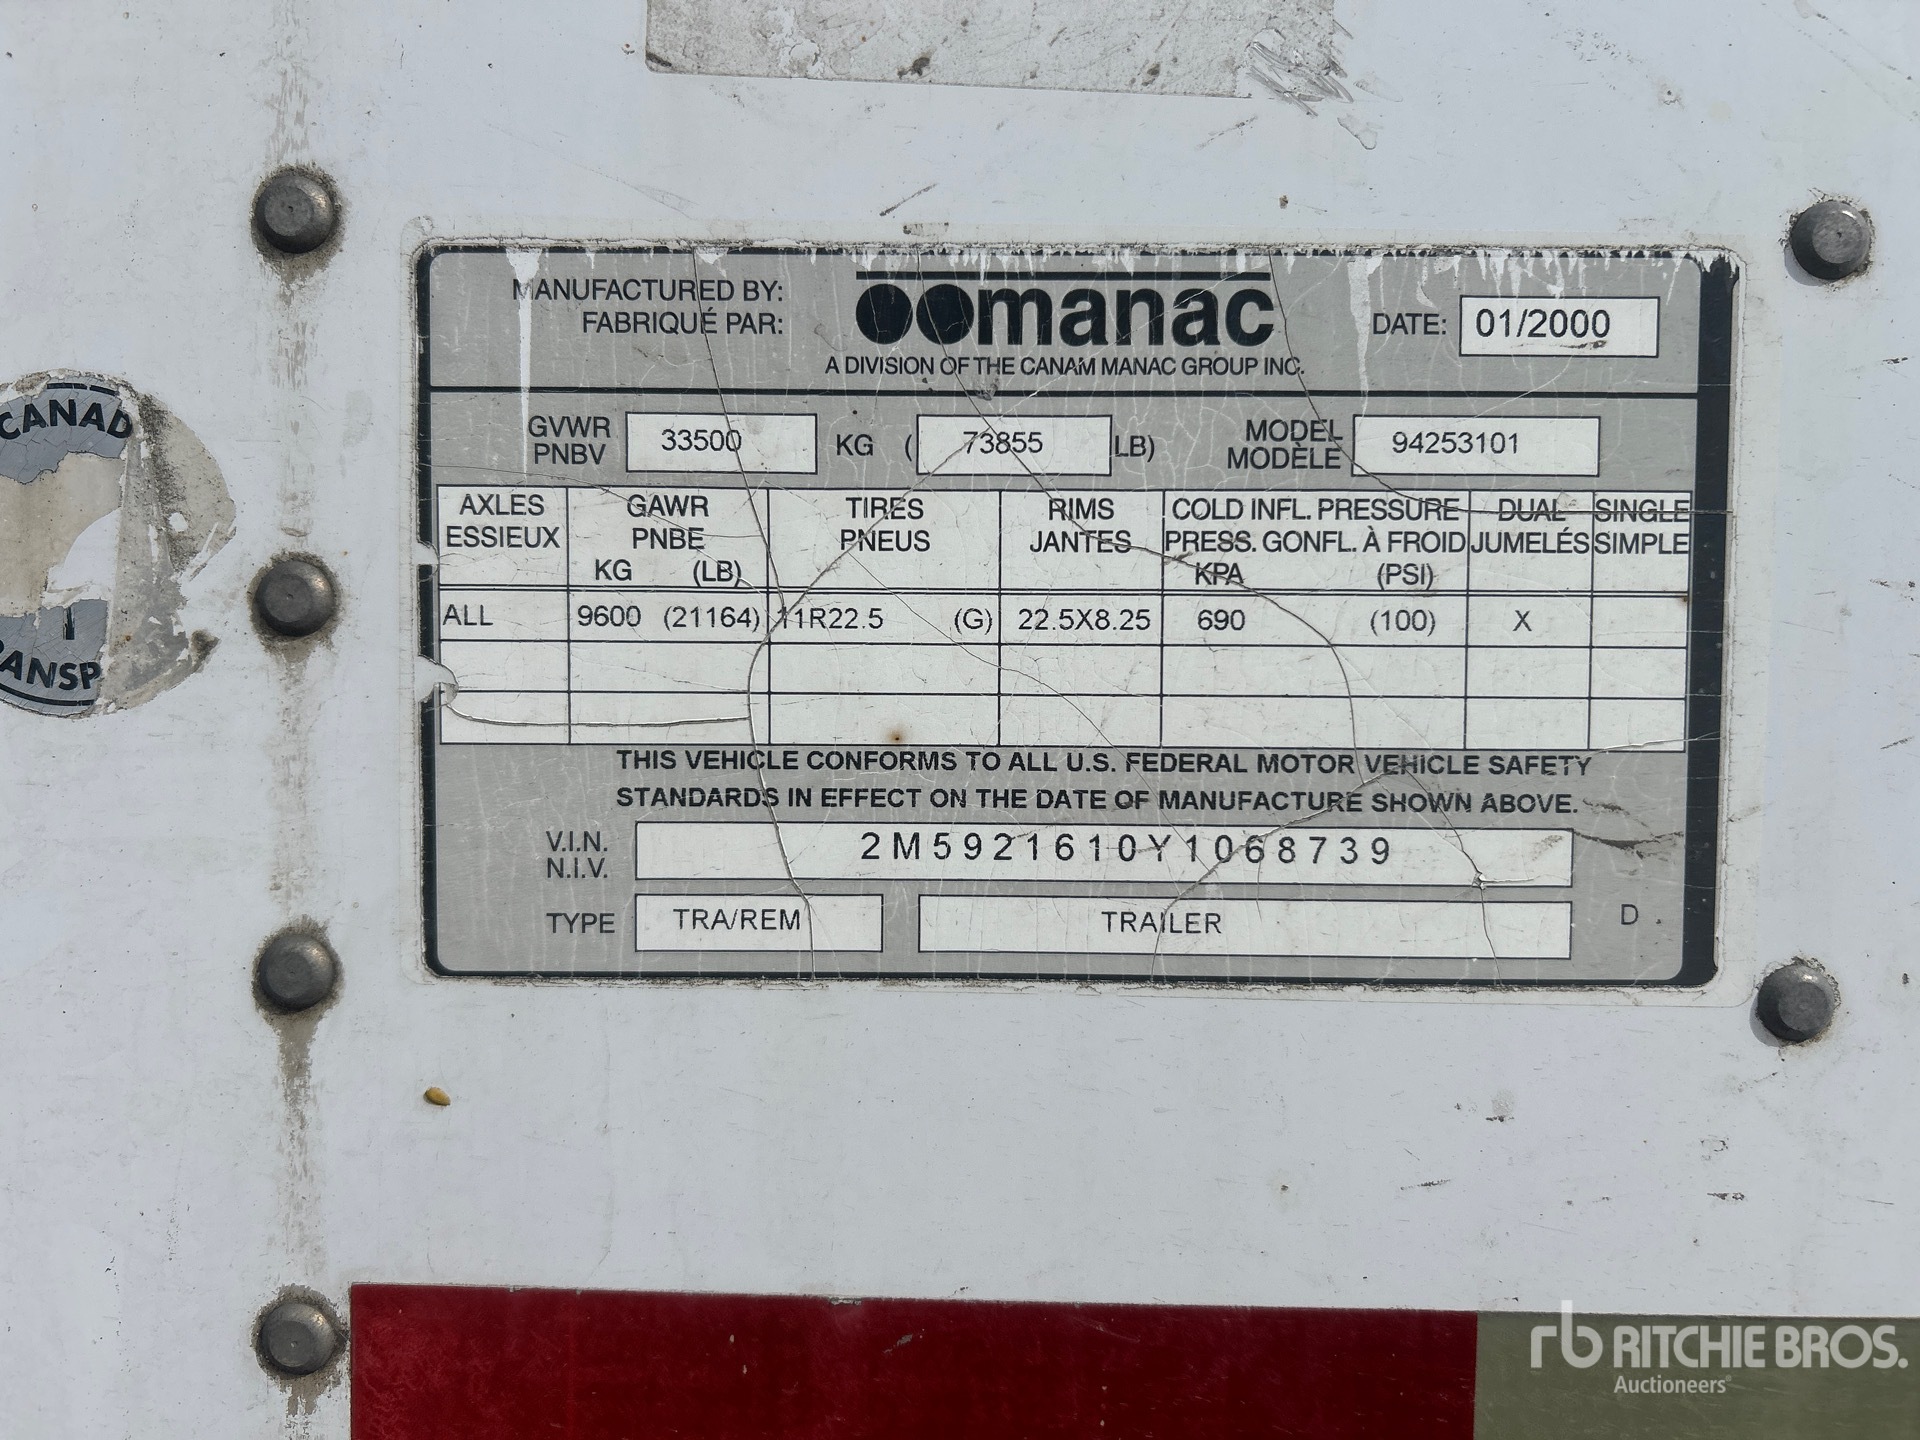 MANUFACTURED BY:
FABRIQUÉ PAR:
manac
A DIVISION OF THE CANAM MANAC GROUP INC.
DATE: 01/2000
GVWR
PNBV
33500 KG ( 73855 LB)
MODEL
MODÈLE
94253101
AXLES
ESSIEUX
GAWR
PNBE
KG (LB)
TIRES
PNEUS
RIMS
JANTES
COLD INFL. PRESSURE
PRESS. GONFL. À FROID
KPA (PSI)
DUAL
JUMELÉS
SINGLE
SIMPLE
ALL 9600 (21164) 11R22.5 (G) 22.5X8.25 690 (100) X
THIS VEHICLE CONFORMS TO ALL U.S. FEDERAL MOTOR VEHICLE SAFETY
STANDARDS IN EFFECT ON THE DATE OF MANUFACTURE SHOWN ABOVE.
V.I.N.
N.I.V.
2M5921610Y1068739
TYPE TRA/REM TRAILER D
CANAD
ANSP
rb RITCHIE BROS.
Auctioneers